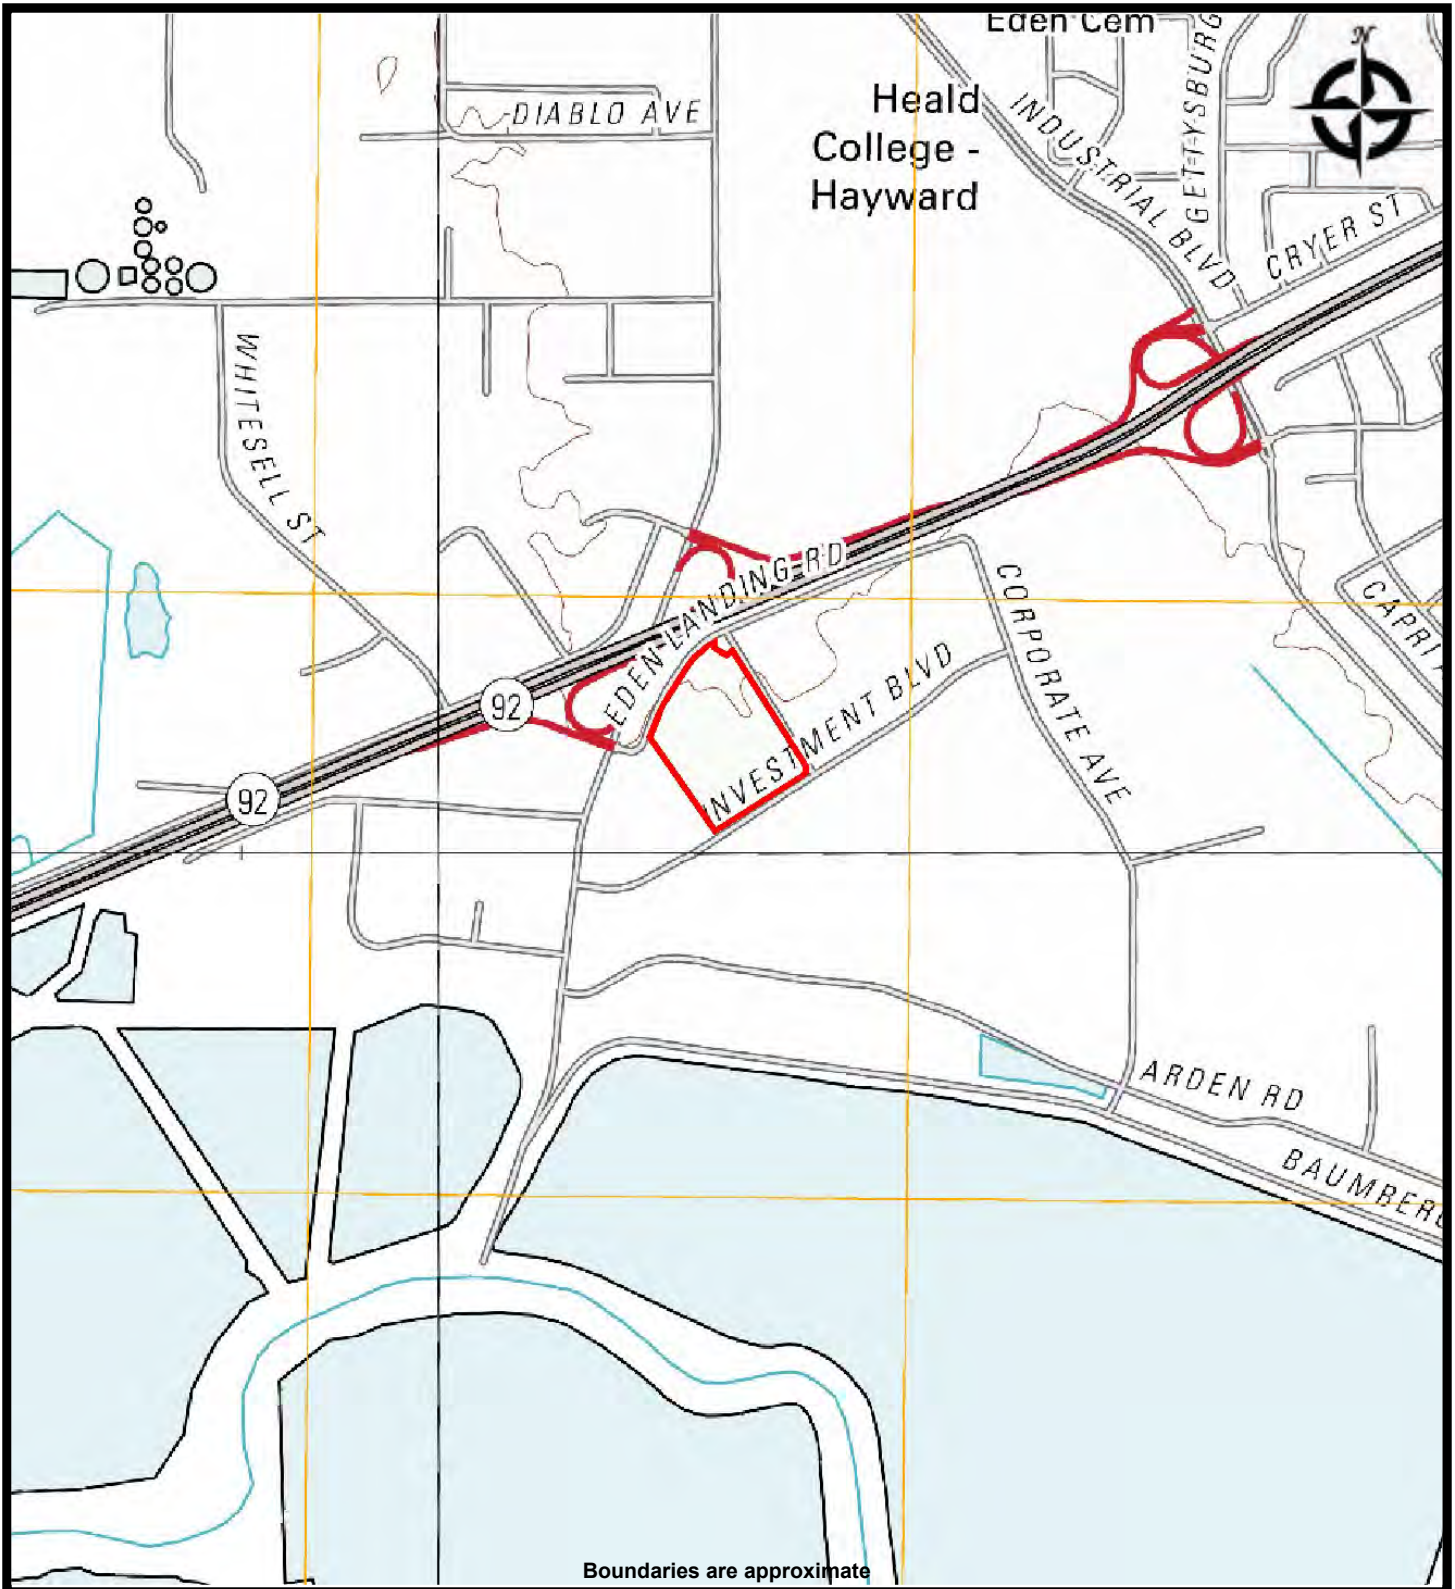 Eden Cem
N
GETTYSBURG
DIABLO AVE
Heald
College -
Hayward
INDUSTRIAL BLVD
CRYER ST
WHITESELL ST
EDEN LANDING RD
CORPORATE AVE
CAPRI
INVESTMENT BLVD
92
92
ARDEN RD
BAUMBERG
Boundaries are approximate